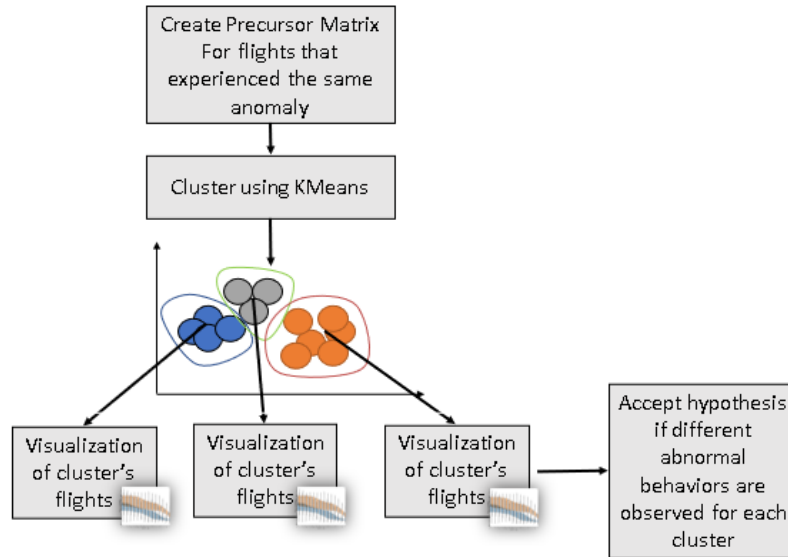 Create Precursor Matrix
For flights that
experienced the same
anomaly
Cluster using KMeans
Visualization
of cluster's
flights
Visualization
of cluster's
flights
Visualization
of cluster's
flights
Accept hypothesis
if different
abnormal
behaviors are
observed for each
cluster